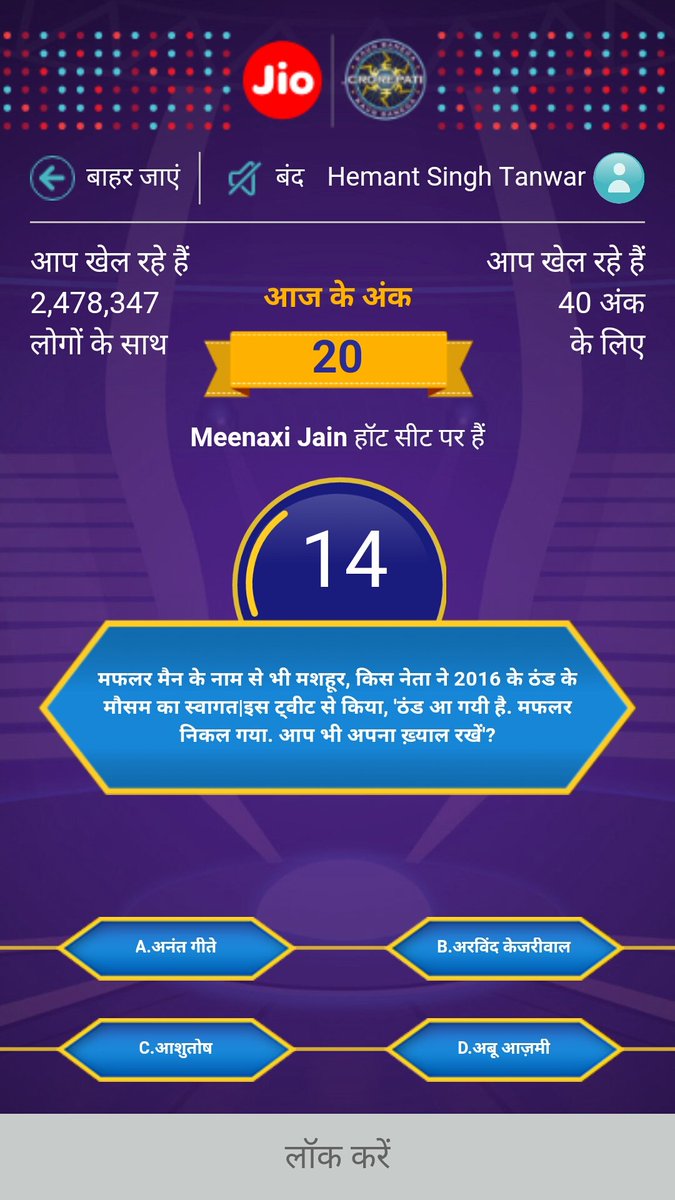 Jio
KAUN BANEGA
CROREPATI
KAUN BANEGA
बाहर जाएं
बंद
Hemant Singh Tanwar
आप खेल रहे हैं
2,478,347
लोगों के साथ
आज के अंक
20
आप खेल रहे हैं
40 अंक
के लिए
Meenaxi Jain हॉट सीट पर हैं
14
मफलर मैन के नाम से भी मशहूर, किस नेता ने 2016 के ठंड के
मौसम का स्वागत|इस ट्वीट से किया, 'ठंड आ गयी है. मफलर
निकल गया. आप भी अपना ख़्याल रखें'?
A.अनंत गीते
B.अरविंद केजरीवाल
C.आशुतोष
D.अबू आज़मी
लॉक करें